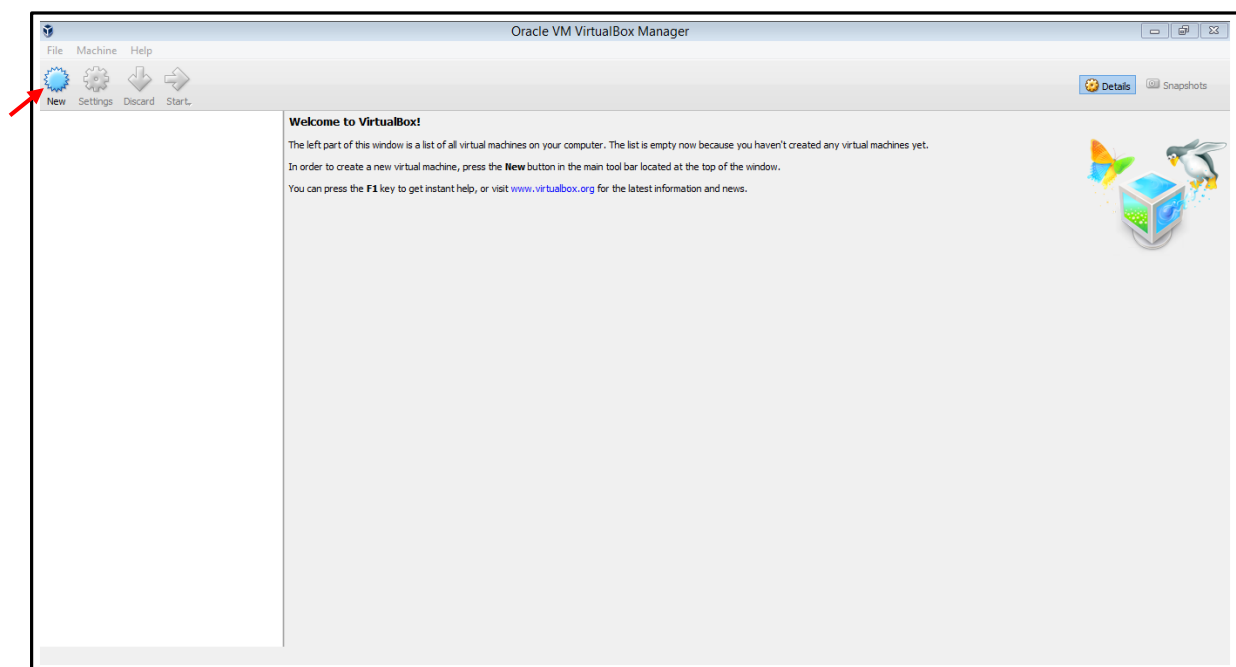 Oracle VM VirtualBox Manager
File Machine Help
New Settings Discard Start
Details Snapshots
Welcome to VirtualBox!
The left part of this window is a list of all virtual machines on your computer. The list is empty now because you haven't created any virtual machines yet.
In order to create a new virtual machine, press the New button in the main tool bar located at the top of the window.
You can press the F1 key to get instant help, or visit www.virtualbox.org for the latest information and news.